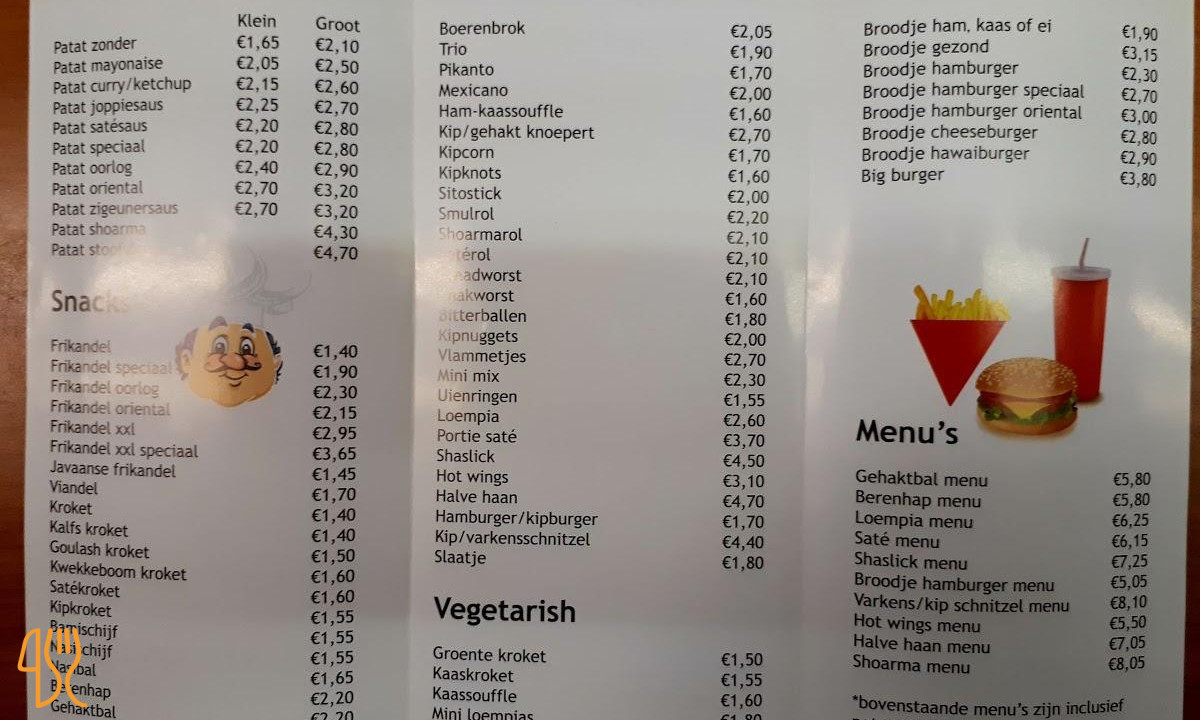 Klein Groot
Patat zonder €1,65 €2,10
Patat mayonaise €2,05 €2,50
Patat curry/ketchup €2,15 €2,60
Patat joppiesaus €2,25 €2,70
Patat satésaus €2,20 €2,80
Patat speciaal €2,20 €2,80
Patat oorlog €2,40 €2,90
Patat oriental €2,70 €3,20
Patat zigeunersaus €2,70 €3,20
Patat shoarma €4,30
Patat €4,70
Snacks
Frikandel €1,40
Frikandel speciaal €1,90
Frikandel oorlog €2,30
Frikandel oriental €2,15
Frikandel xxl €2,95
Frikandel xxl speciaal €3,65
Javaanse frikandel €1,45
Viandel €1,70
Kroket €1,40
Kalfs kroket €1,40
Goulash kroket €1,50
Kwekkeboom kroket €1,60
Satékroket €1,60
Kipkroket €1,55
Bamischijf €1,55
Nasischijf €1,55
Nasibal €1,65
Berenhap €2,20
Gehaktbal €2,20
Boerenbrok €2,05
Trio €1,90
Pikanto €1,70
Mexicano €2,00
Ham-kaassouffle €1,60
Kip/gehakt knoepert €2,70
Kipcorn €1,70
Kipknots €1,60
Sitostick €2,00
Smulrol €2,20
Shoarmarol €2,10
Satérol €2,10
Braadworst €2,10
Bakworst €1,60
Bitterballen €1,80
Kipnuggets €2,00
Vlammetjes €2,70
Mini mix €2,30
Uienringen €1,55
Loempia €2,60
Portie saté €3,70
Shaslick €4,50
Hot wings €3,10
Halve haan €4,70
Hamburger/kipburger €1,70
Kip/varkensschnitzel €4,40
Slaatje €1,80
Vegetarish
Groente kroket €1,50
Kaaskroket €1,55
Kaassouffle €1,60
Mini loempias €1,80
Broodje ham, kaas of ei €1,90
Broodje gezond €3,15
Broodje hamburger €2,30
Broodje hamburger speciaal €2,70
Broodje hamburger oriental €3,00
Broodje cheeseburger €2,80
Broodje hawaiburger €2,90
Big burger €3,80
Menu's
Gehaktbal menu €5,80
Berenhap menu €5,80
Loempia menu €6,25
Saté menu €6,15
Shaslick menu €7,25
Broodje hamburger menu €5,05
Varkens/kip schnitzel menu €8,10
Hot wings menu €5,50
Halve haan menu €7,05
Shoarma menu €8,05
*bovenstaande menu's zijn inclusief